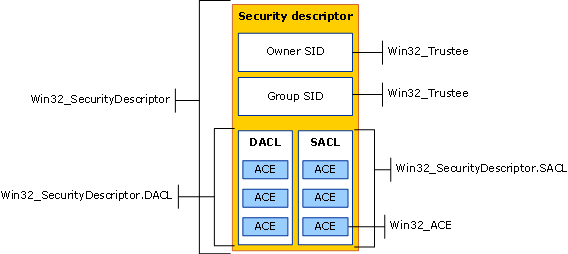 Security descriptor
Owner SID
Win32_Trustee
Group SID
Win32_Trustee
Win32_SecurityDescriptor
DACL
SACL
ACE
ACE
Win32_SecurityDescriptor.SACL
Win32_SecurityDescriptor.DACL
ACE
ACE
ACE
ACE
Win32_ACE